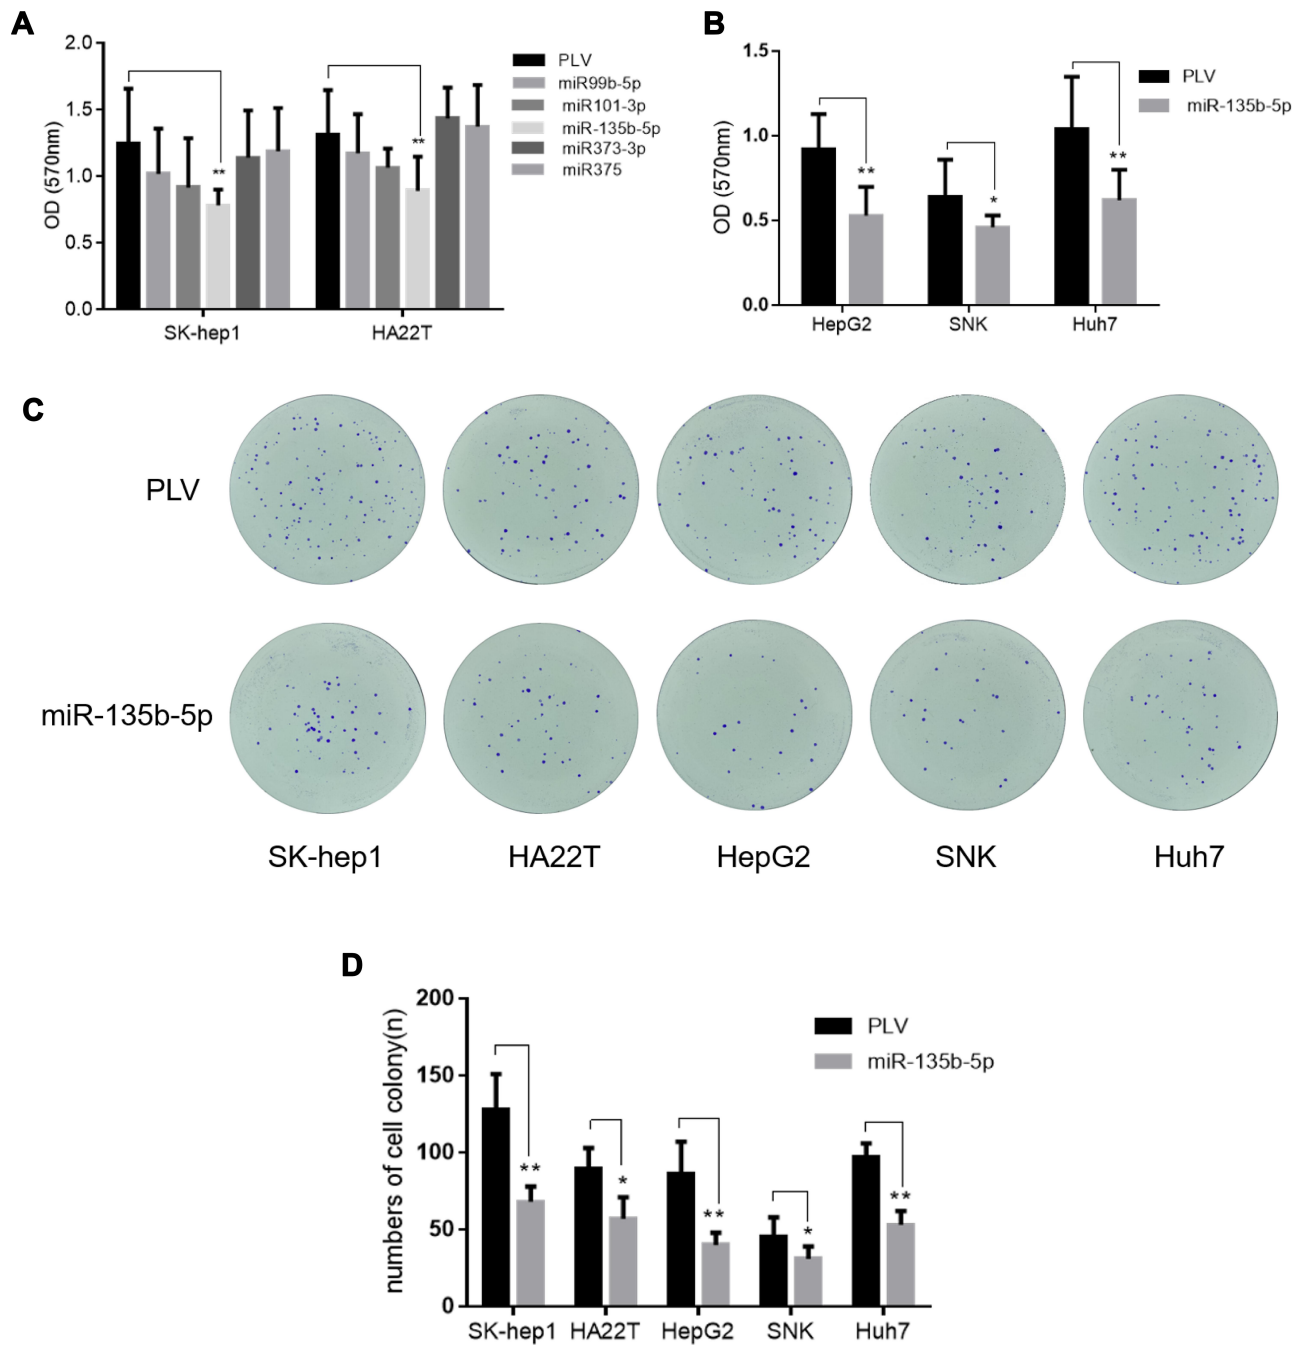 A
2.0
1.5
1.0
0.5
0.0
OD (570nm)
**
**
SK-hep1
HA22T
PLV
miR99b-5p
miR101-3p
miR-135b-5p
miR373-3p
miR375
B
1.5
1.0
0.5
0.0
OD (570nm)
**
*
**
HepG2
SNK
Huh7
PLV
miR-135b-5p
C
PLV
miR-135b-5p
SK-hep1
HA22T
HepG2
SNK
Huh7
D
200
150
100
50
0
numbers of cell colony(n)
**
*
**
*
**
SK-hep1
HA22T
HepG2
SNK
Huh7
PLV
miR-135b-5p